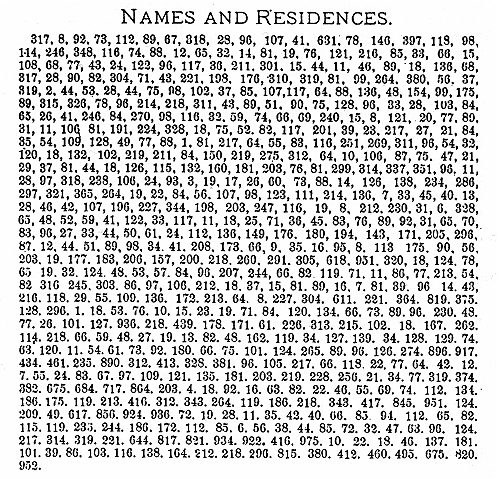 NAMES AND RESIDENCES.
317, 8, 92, 73, 112, 89, 67, 318, 28, 96, 107, 41, 631, 78, 146, 397, 118, 98,
114, 246, 348, 116, 74, 88, 12, 65, 32, 14, 81, 19, 76, 121, 216, 85, 33, 66, 15,
108, 68, 77, 43, 24, 122, 96, 117, 36, 211, 301, 15, 44, 11, 46, 89, 18, 136, 68,
317, 28, 90, 82, 304, 71, 43, 221, 198, 176, 310, 319, 81, 99, 264, 380, 56, 37,
319, 2, 44, 53, 28, 44, 75, 98, 102, 37, 85, 107, 117, 64, 88, 136, 48, 154, 99, 175,
89, 315, 326, 78, 96, 214, 218, 311, 43, 89, 51, 90, 75, 128, 96, 33, 28, 103, 84,
65, 26, 41, 246, 84, 270, 98, 116, 32, 59, 74, 66, 69, 240, 15, 8, 121, 20, 77, 89,
31, 11, 106, 81, 191, 224, 328, 18, 75, 52, 82, 117, 201, 39, 23, 217, 27, 21, 84,
35, 54, 109, 128, 49, 77, 88, 1, 81, 217, 64, 55, 83, 116, 251, 269, 311, 96, 54, 32,
120, 18, 132, 102, 219, 211, 84, 150, 219, 275, 312, 64, 10, 106, 87, 75, 47, 21,
29, 37, 81, 44, 18, 126, 115, 132, 160, 181, 203, 76, 81, 299, 314, 337, 351, 96, 11,
28, 97, 318, 238, 106, 24, 93, 3, 19, 17, 26, 60, 73, 88, 14, 126, 138, 234, 286,
297, 321, 365, 264, 19, 22, 84, 56, 107, 98, 123, 111, 214, 136, 7, 33, 45, 40, 13,
28, 46, 42, 107, 196, 227, 344, 198, 203, 247, 116, 19, 8, 212, 230, 31, 6, 328,
65, 48, 52, 59, 41, 122, 33, 117, 11, 18, 25, 71, 36, 45, 83, 76, 89, 92, 31, 65, 70,
83, 96, 27, 33, 44, 50, 61, 24, 112, 136, 149, 176, 180, 194, 143, 171, 205, 296,
87, 12, 44, 51, 89, 98, 34, 41, 208, 173, 66, 9, 35, 16, 95, 8, 113, 175, 90, 56,
203, 19, 177, 183, 206, 157, 200, 218, 260, 291, 305, 618, 951, 320, 18, 124, 78,
65, 19, 32, 124, 48, 53, 57, 84, 96, 207, 244, 66, 82, 119, 71, 11, 86, 77, 213, 54,
82, 316, 245, 303, 86, 97, 106, 212, 18, 37, 15, 81, 89, 16, 7, 81, 39, 96, 14, 43,
216, 118, 29, 55, 109, 136, 172, 213, 64, 8, 227, 304, 611, 221, 364, 819, 375,
128, 296, 1, 18, 53, 76, 10, 15, 23, 19, 71, 84, 120, 134, 66, 73, 89, 96, 230, 48,
77, 26, 101, 127, 936, 218, 439, 178, 171, 61, 226, 313, 215, 102, 18, 167, 262,
114, 218, 66, 59, 48, 27, 19, 13, 82, 48, 162, 119, 34, 127, 139, 34, 128, 129, 74,
63, 120, 11, 54, 61, 73, 92, 180, 66, 75, 101, 124, 265, 89, 96, 126, 274, 896, 917,
434, 461, 235, 890, 312, 413, 328, 381, 96, 105, 217, 66, 118, 22, 77, 64, 42, 12,
7, 55, 24, 83, 67, 97, 109, 121, 135, 181, 203, 219, 228, 256, 21, 34, 77, 319, 374,
382, 675, 684, 717, 864, 203, 4, 18, 92, 16, 63, 82, 22, 46, 55, 69, 74, 112, 134,
186, 175, 119, 213, 416, 312, 343, 264, 119, 186, 218, 343, 417, 845, 951, 124,
209, 49, 617, 856, 924, 936, 72, 19, 28, 11, 35, 42, 40, 66, 85, 94, 112, 65, 82,
115, 119, 236, 244, 186, 172, 112, 85, 6, 56, 38, 44, 85, 72, 32, 47, 63, 96, 124,
217, 314, 319, 221, 644, 817, 821, 934, 922, 416, 975, 10, 22, 18, 46, 137, 181,
101, 39, 86, 103, 116, 138, 164, 212, 218, 296, 815, 380, 412, 460, 495, 675, 820,
952.